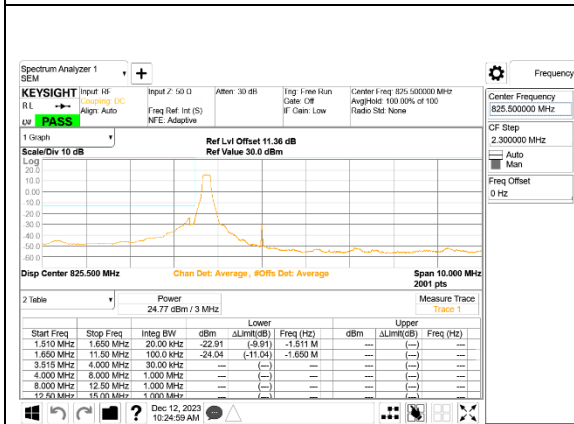 Spectrum Analyzer 1
SEM
Frequency
KEYSIGHT Input: RF Input Z: 50 Ω Atten: 30 dB Trig: Free Run Center Freq: 825.500000 MHz
R L Coupling: DC Gate: Off Avg|Hold: 100.00% of 100
Align: Auto Freq Ref: Int (S) IF Gain: Low Radio Std: None
NFE: Adaptive
PASS
Center Frequency
825.500000 MHz
CF Step
2.300000 MHz
Auto
Man
Freq Offset
0 Hz
1 Graph
Ref Lvl Offset 11.36 dB
Scale/Div 10 dB Ref Value 30.0 dBm
Log
20.0
10.0
0.00
-10.0
-20.0
-30.0
-40.0
-50.0
-60.0
Disp Center 825.500 MHz Chan Det: Average, #Offs Det: Average Span 10.000 MHz
2001 pts
2 Table Power Measure Trace
24.77 dBm / 3 MHz Trace 1
Lower Upper
Start Freq Stop Freq Integ BW dBm ΔLimit(dB) Freq (Hz) dBm ΔLimit(dB) Freq (Hz)
1.510 MHz 1.650 MHz 20.00 kHz -22.91 (-9.91) -1.511 M --- (---) ---
1.650 MHz 11.50 MHz 100.0 kHz -24.04 (-11.04) -1.650 M --- (---) ---
3.515 MHz 4.000 MHz 30.00 kHz --- (---) --- --- (---) ---
4.000 MHz 8.000 MHz 1.000 MHz --- (---) --- --- (---) ---
8.000 MHz 12.50 MHz 1.000 MHz --- (---) --- --- (---) ---
12.50 MHz 15.00 MHz 1.000 MHz --- (---) --- --- (---) ---
Dec 12, 2023
10:24:59 AM